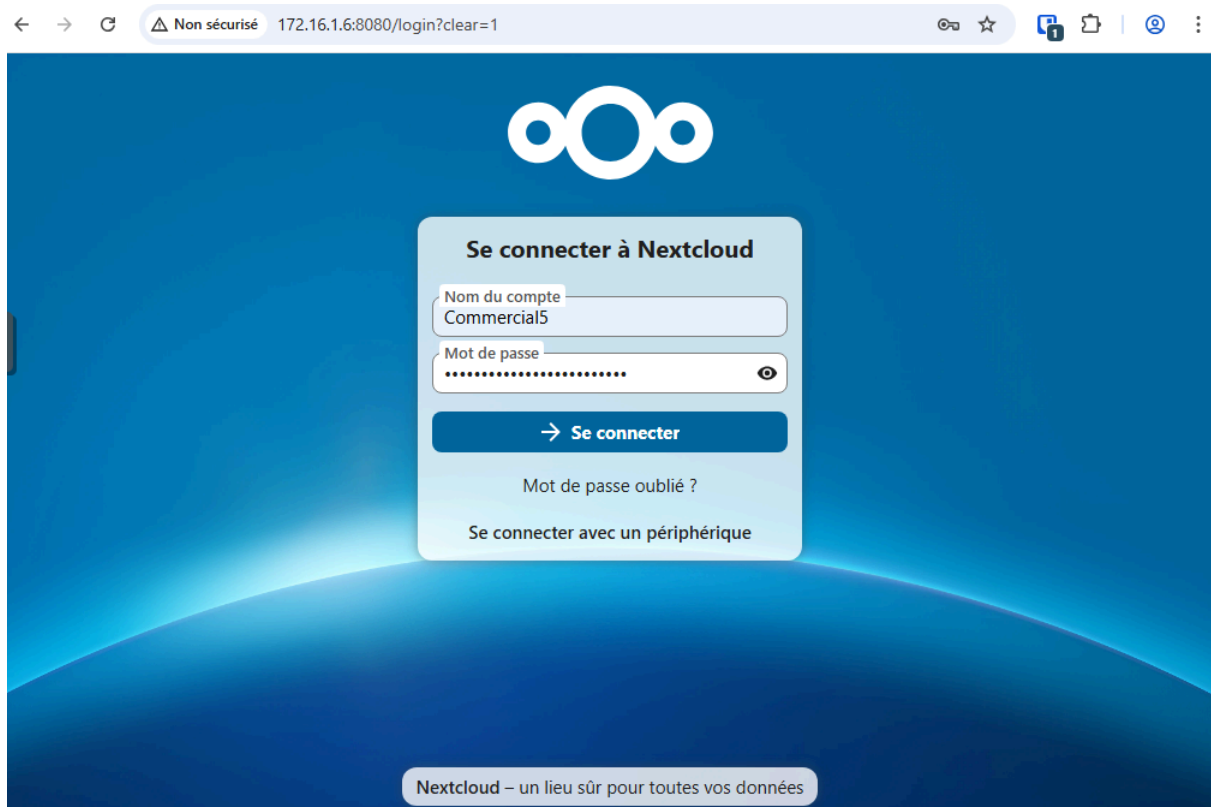 Non sécurisé 172.16.1.6:8080/login?clear=1
1
Se connecter à Nextcloud
Nom du compte
Commercial5
Mot de passe
•••••••••••••••••••••••••
Se connecter
Mot de passe oublié ?
Se connecter avec un périphérique
Nextcloud – un lieu sûr pour toutes vos données